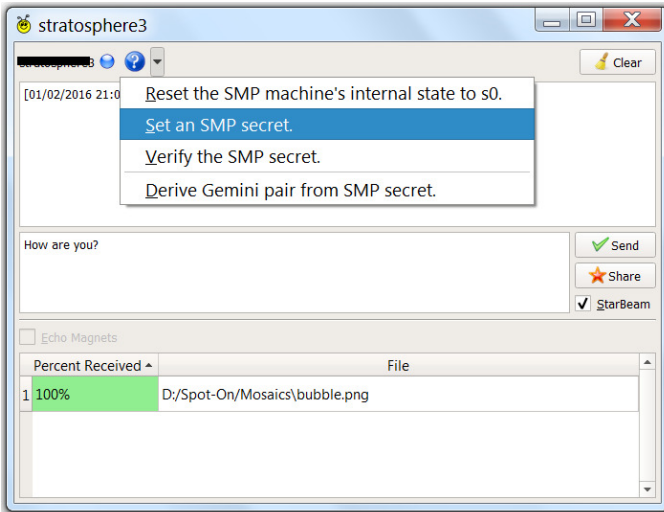 stratosphere3
Clear
[01/02/2016 21:0
Reset the SMP machine's internal state to s0.
Set an SMP secret.
Verify the SMP secret.
Derive Gemini pair from SMP secret.
How are you?
Send
Share
StarBeam
Echo Magnets
Percent Received File
1 100% D:/Spot-On/Mosaics\bubble.png